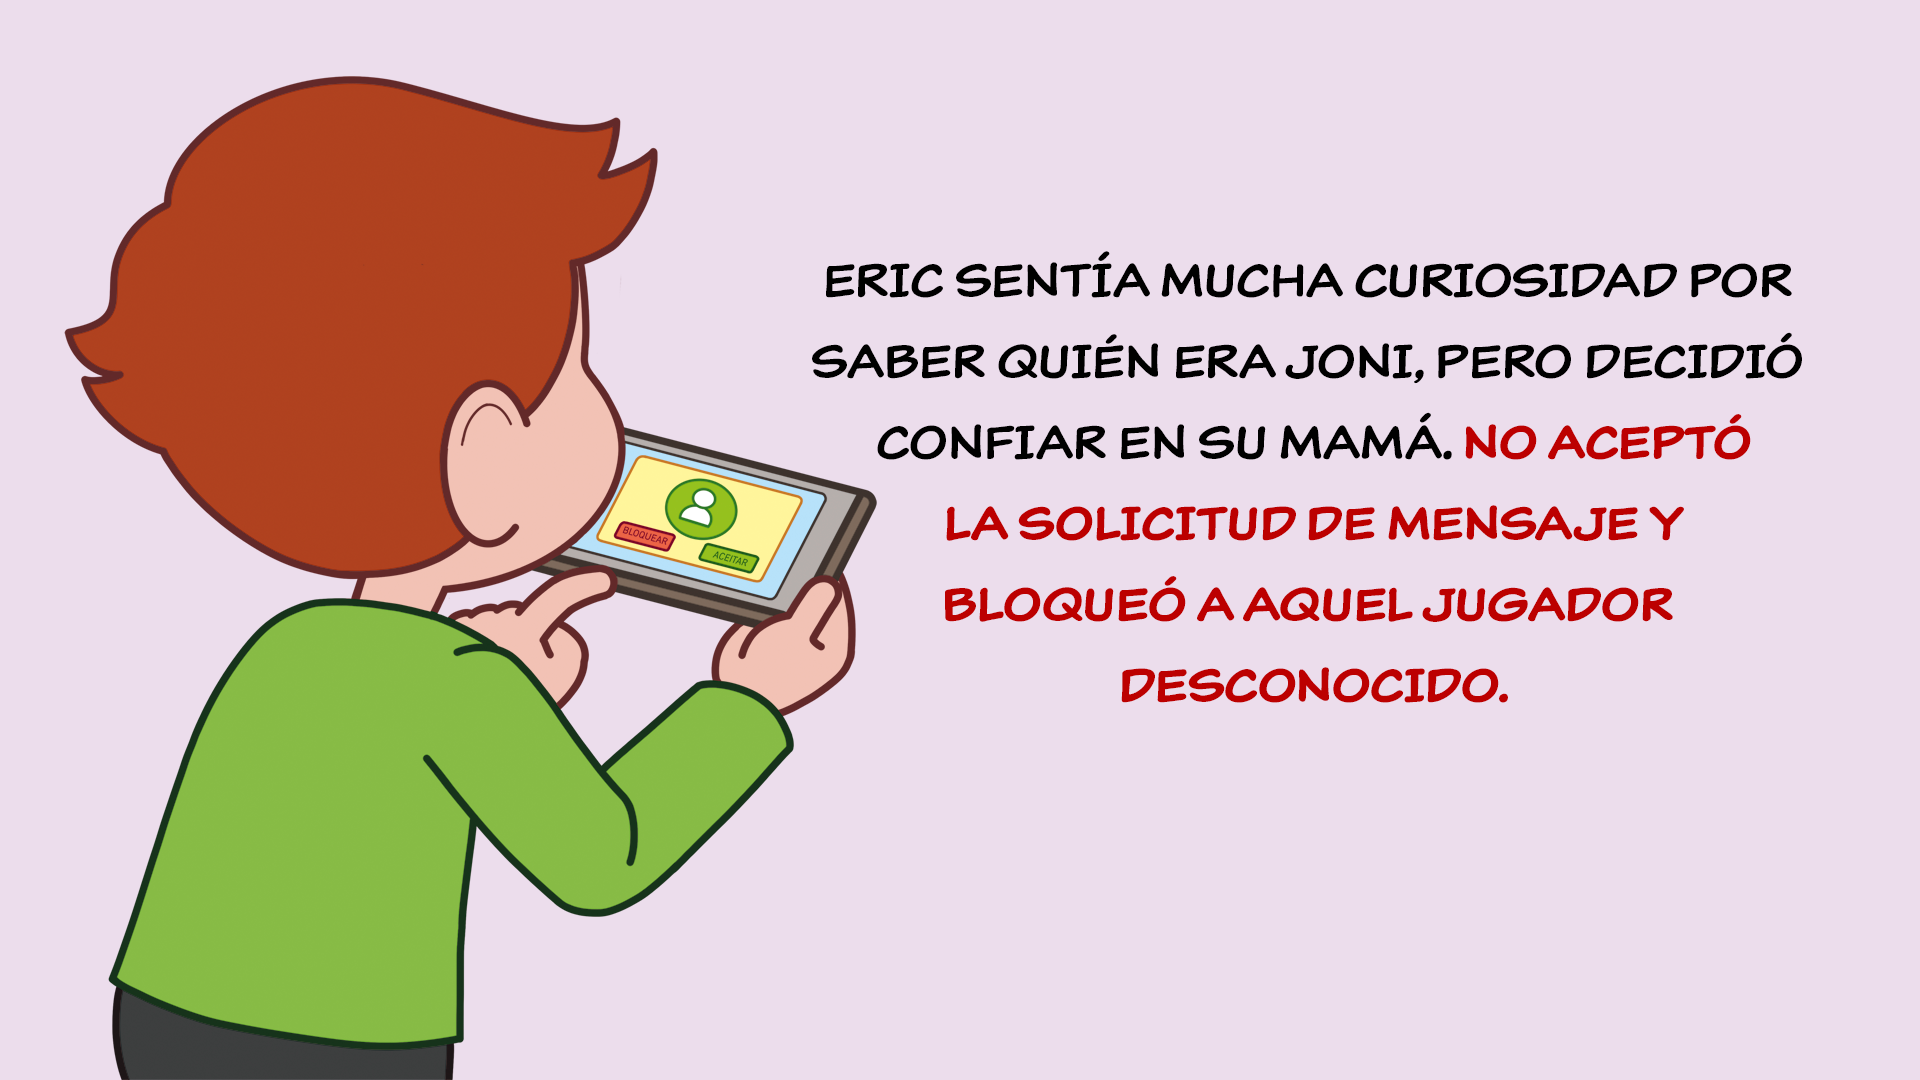 ERIC SENTÍA MUCHA CURIOSIDAD POR
SABER QUIÉN ERA JONI, PERO DECIDIÓ
CONFIAR EN SU MAMÁ. NO ACEPTÓ
LA SOLICITUD DE MENSAJE Y
BLOQUEÓ A AQUEL JUGADOR
DESCONOCIDO.
BLOQUEAR
ACEITAR